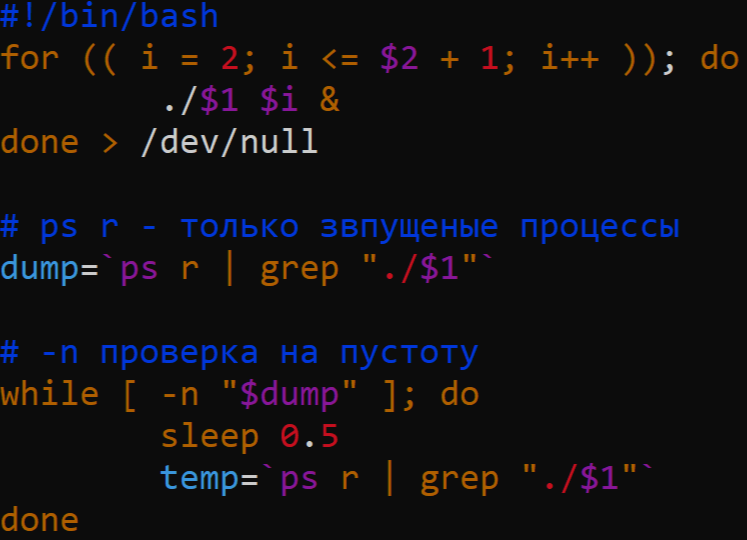 #!/bin/bash
for (( i = 2; i <= $2 + 1; i++ )); do
        ./$1 $i &
done > /dev/null

# ps r - только звпущеные процессы
dump=`ps r | grep "./$1"`

# -n проверка на пустоту
while [ -n "$dump" ]; do
        sleep 0.5
        temp=`ps r | grep "./$1"`
done